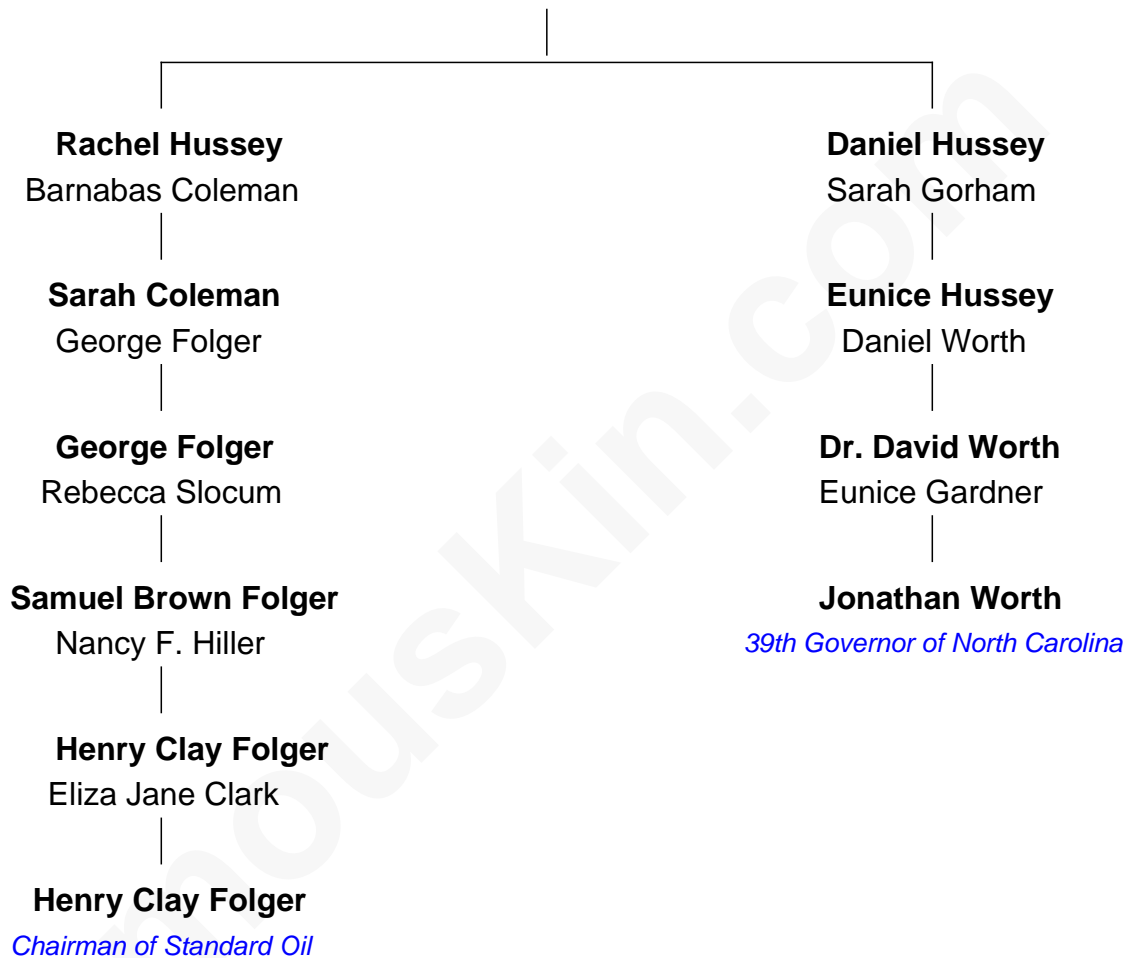 Rachel Hussey
Barnabas Coleman
Daniel Hussey
Sarah Gorham
Sarah Coleman
George Folger
Eunice Hussey
Daniel Worth
George Folger
Rebecca Slocum
Dr. David Worth
Eunice Gardner
Samuel Brown Folger
Nancy F. Hiller
Jonathan Worth
39th Governor of North Carolina
Henry Clay Folger
Eliza Jane Clark
Henry Clay Folger
Chairman of Standard Oil
mousKin.com